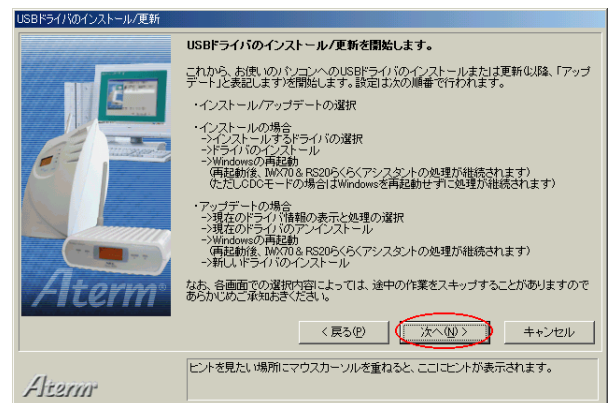 USBドライバのインストール/更新
USBドライバのインストール/更新を開始します。
これから、お使いのパソコンへのUSBドライバのインストールまたは更新(以降、「アップ
デート」と表記します)を開始します。設定は次の順番で行われます。
・インストール/アップデートの選択
・インストールの場合
->インストールするドライバの選択
->ドライバのインストール
->Windowsの再起動
(再起動後、IWX70 & RS20らくらくアシスタントの処理が継続されます)
(ただしCDCモードの場合はWindowsを再起動せずに処理が継続されます)
・アップデートの場合
->現在のドライバ情報の表示と処理の選択
->現在のドライバのアンインストール
->Windowsの再起動
(再起動後、IWX70 & RS20らくらくアシスタントの処理が継続されます)
->新しいドライバのインストール
なお、各画面での選択内容によっては、途中の作業をスキップすることがありますので
あらかじめご承知おきください。
Aterm®
< 戻る(P)
次へ(N) >
キャンセル
ヒントを見たい場所にマウスカーソルを重ねると、ここにヒントが表示されます。
Aterm